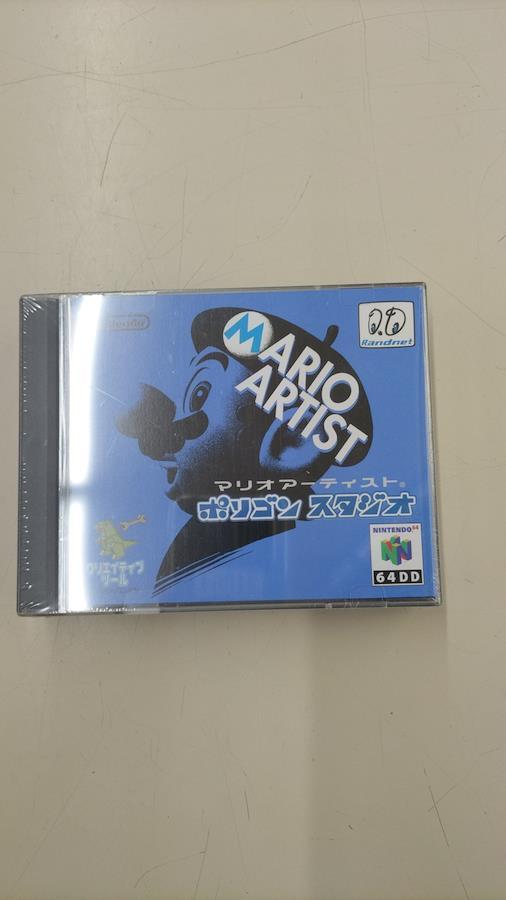 Nintendo
Randnet
MARIO
ARTIST
マリオアーティスト®
ポリゴン スタジオ
クリエイティブ
ツール
NINTENDO64
64DD